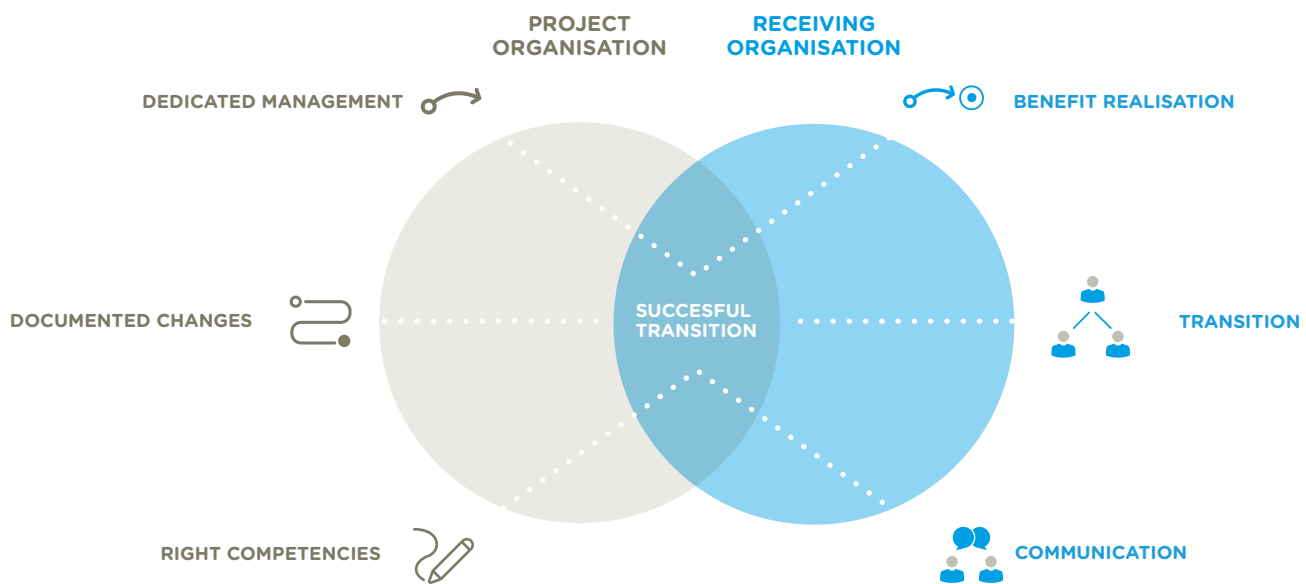 PROJECT
ORGANISATION
RECEIVING
ORGANISATION
DEDICATED MANAGEMENT
BENEFIT REALISATION
DOCUMENTED CHANGES
SUCCESFUL
TRANSITION
TRANSITION
RIGHT COMPETENCIES
COMMUNICATION